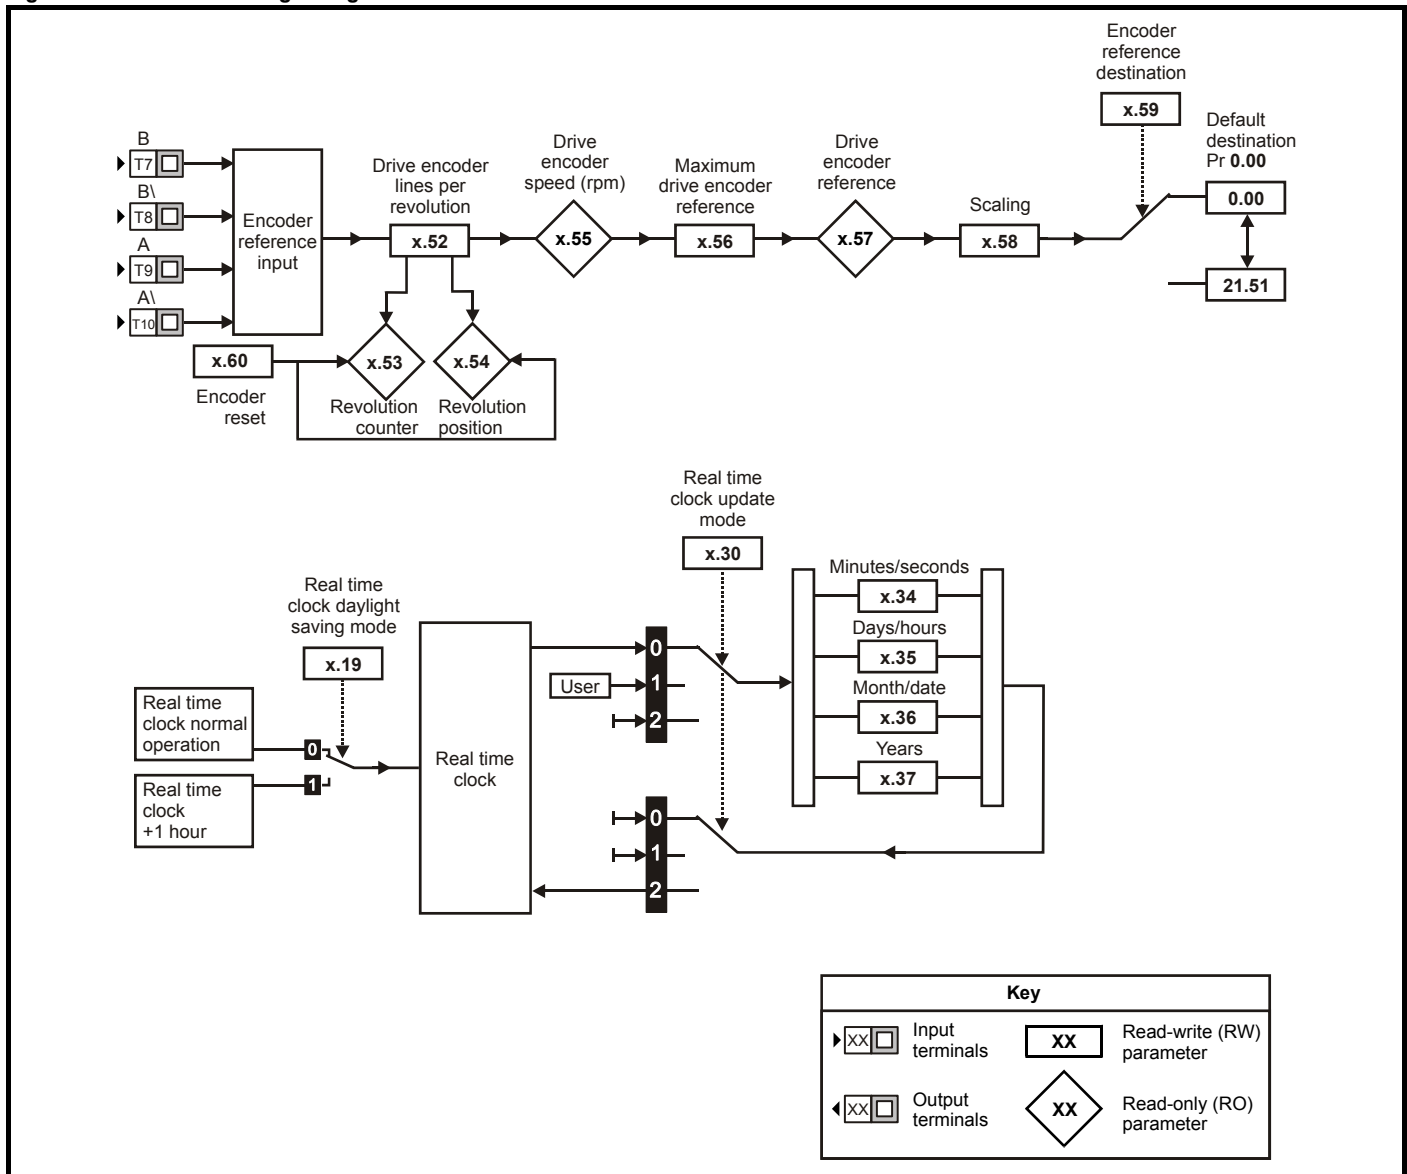 Encoder
reference
destination
x.59
Default
destination
Pr 0.00
0.00
21.51
B
T7
B\
T8
A
T9
A\
T10
Encoder
reference
input
Drive encoder
lines per
revolution
x.52
Drive
encoder
speed (rpm)
x.55
Maximum
drive encoder
reference
x.56
Drive
encoder
reference
x.57
Scaling
x.58
x.60
Encoder
reset
x.53
Revolution
counter
x.54
Revolution
position
Real time
clock update
mode
x.30
Real time
clock daylight
saving mode
x.19
Real time
clock normal
operation
0
Real time
clock
+1 hour
1
Real time
clock
0
User
1
2
Minutes/seconds
x.34
Days/hours
x.35
Month/date
x.36
Years
x.37
0
1
2
Key
XX
Input
terminals
XX
Read-write (RW)
parameter
XX
Output
terminals
XX
Read-only (RO)
parameter